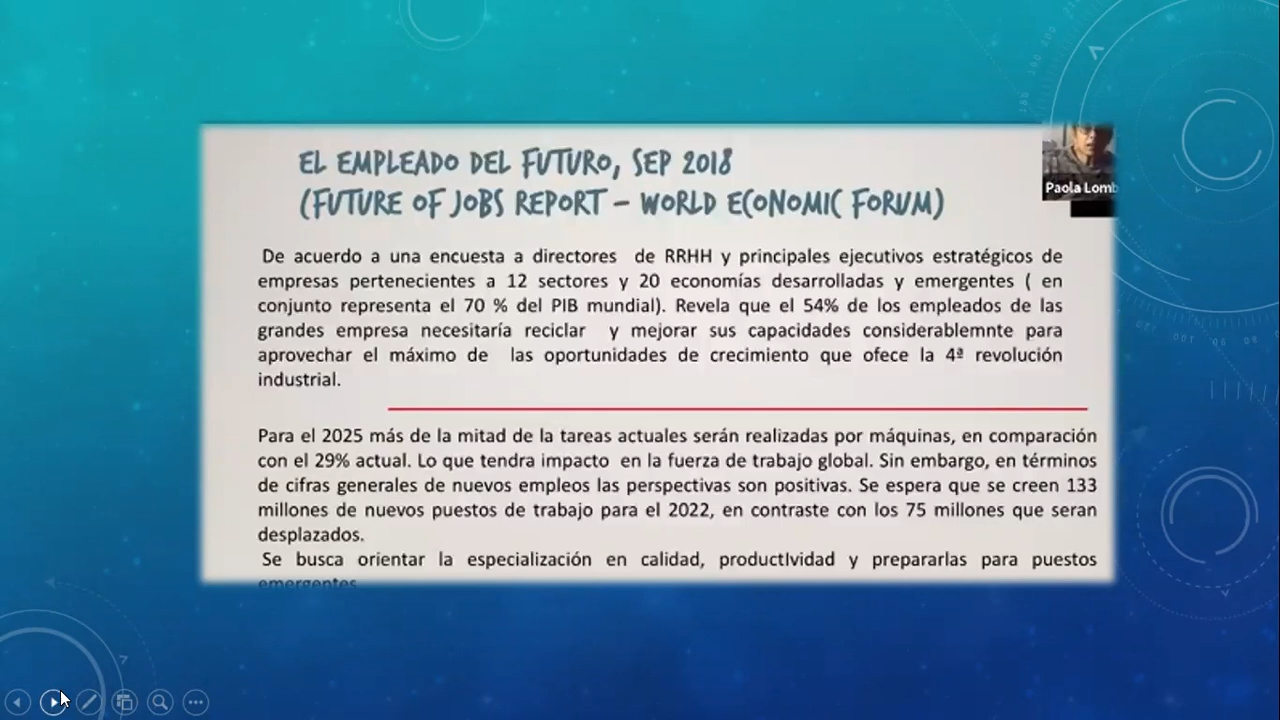 EL EMPLEADO DEL FUTURO, SEP 2018
(FUTURE OF JOBS REPORT – WORLD ECONOMIC FORUM)
Paola Lomb
De acuerdo a una encuesta a directores de RRHH y principales ejecutivos estratégicos de
empresas pertenecientes a 12 sectores y 20 economías desarrolladas y emergentes ( en
conjunto representa el 70 % del PIB mundial). Revela que el 54% de los empleados de las
grandes empresa necesitaría reciclar y mejorar sus capacidades considerablemnte para
aprovechar el máximo de las oportunidades de crecimiento que ofece la 4ª revolución
industrial.
Para el 2025 más de la mitad de la tareas actuales serán realizadas por máquinas, en comparación
con el 29% actual. Lo que tendra impacto en la fuerza de trabajo global. Sin embargo, en términos
de cifras generales de nuevos empleos las perspectivas son positivas. Se espera que se creen 133
millones de nuevos puestos de trabajo para el 2022, en contraste con los 75 millones que seran
desplazados.
Se busca orientar la especialización en calidad, productIvidad y prepararlas para puestos
emergentes